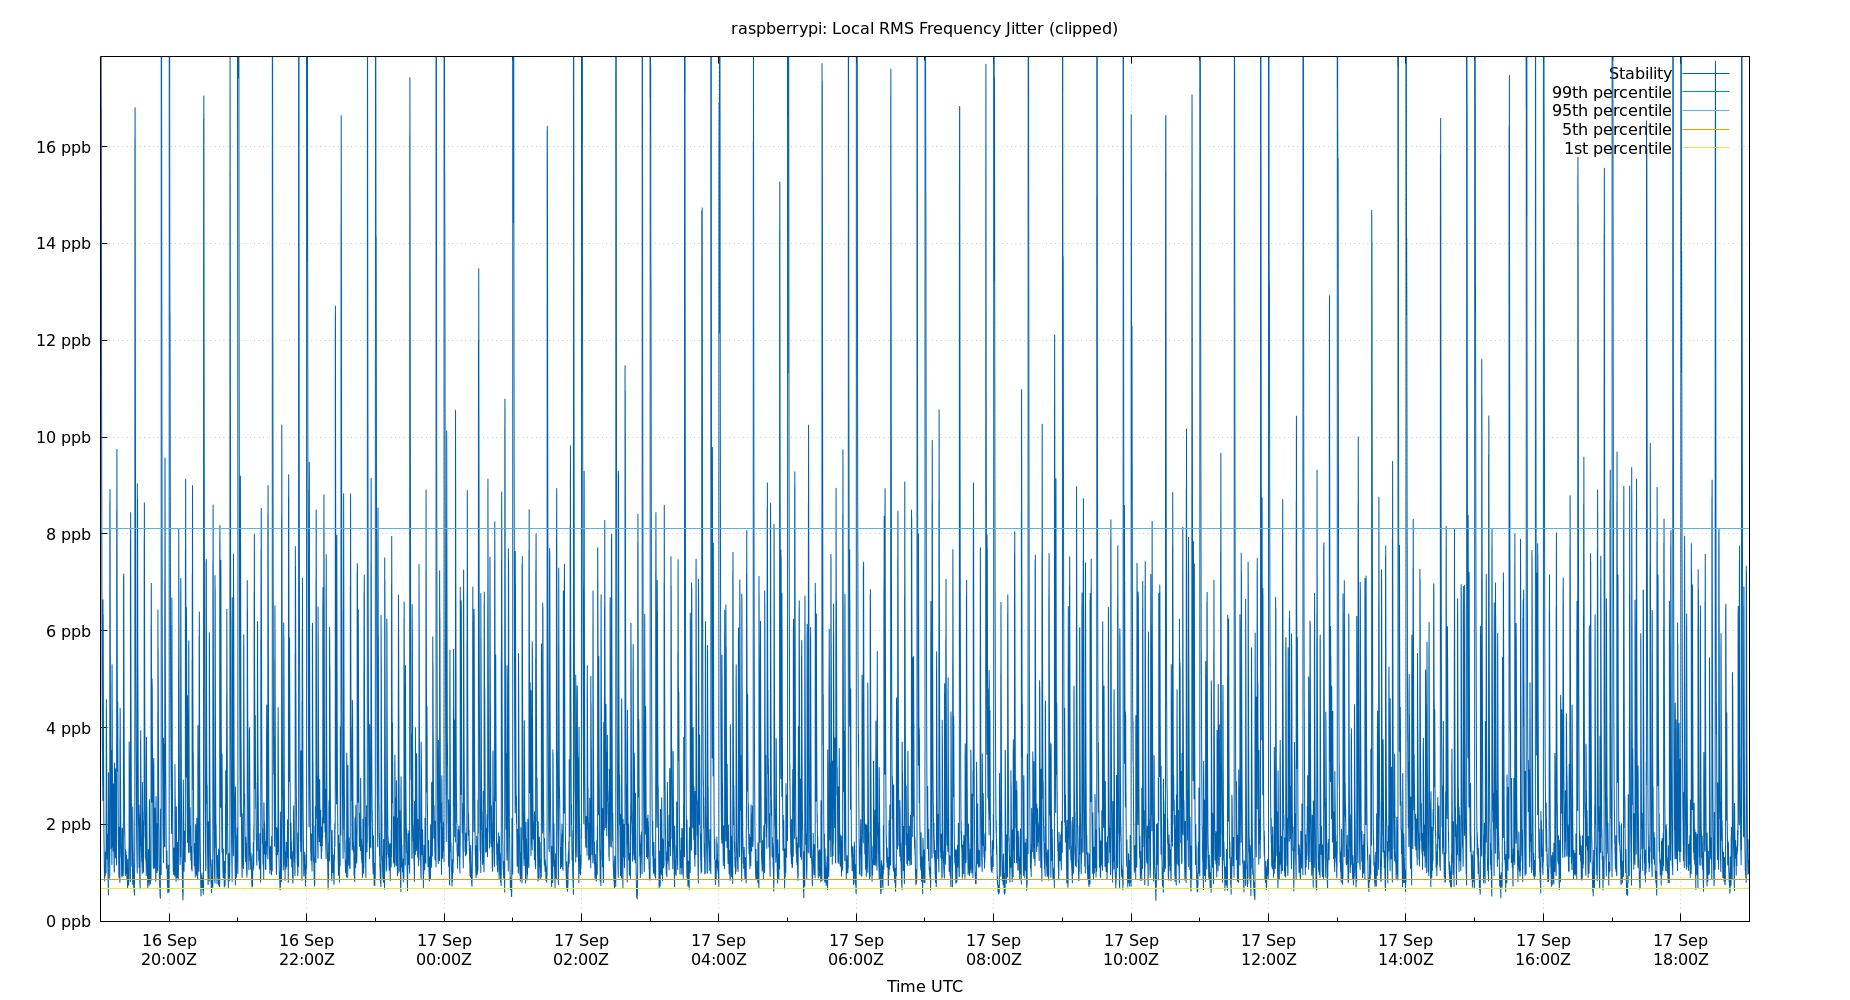 raspberrypi: Local RMS Frequency Jitter (clipped)
Stability
99th percentile
95th percentile
5th percentile
1st percentile
16 ppb
14 ppb
12 ppb
10 ppb
8 ppb
6 ppb
4 ppb
2 ppb
0 ppb
16 Sep
20:00Z
16 Sep
22:00Z
17 Sep
00:00Z
17 Sep
02:00Z
17 Sep
04:00Z
17 Sep
06:00Z
17 Sep
08:00Z
17 Sep
10:00Z
17 Sep
12:00Z
17 Sep
14:00Z
17 Sep
16:00Z
17 Sep
18:00Z
Time UTC